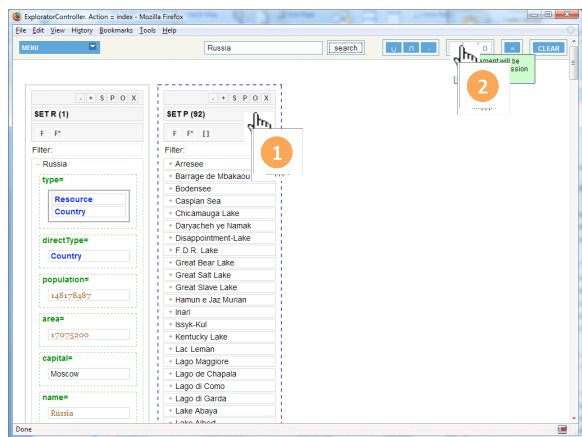 ExploratorController. Action = index - Mozilla Firefox
File Edit View History Bookmarks Tools Help
MENU Russia search ∪ ∩ - O = CLEAR
ment will be
ssion
2
- + S P O X
SET R (1)
F F*
Filter:
- Russia
type=
Resource
Country
directType=
Country
population=
148178487
area=
17075200
capital=
Moscow
name=
Russia
- + S P O X
SET P (92)
F F* [ ]
Filter:
1
+ Arresee
+ Barrage de Mbakaou
+ Bodensee
+ Caspian Sea
+ Chicamauga Lake
+ Daryacheh ye Namak
+ Disappointment-Lake
+ F.D.R. Lake
+ Great Bear Lake
+ Great Salt Lake
+ Great Slave Lake
+ Hamun e Jaz Murian
+ Inari
+ Issyk-Kul
+ Kentucky Lake
+ Lac Leman
+ Lago Maggiore
+ Lago de Chapala
+ Lago di Como
+ Lago di Garda
+ Lake Abaya
+ Lake Albert
Done